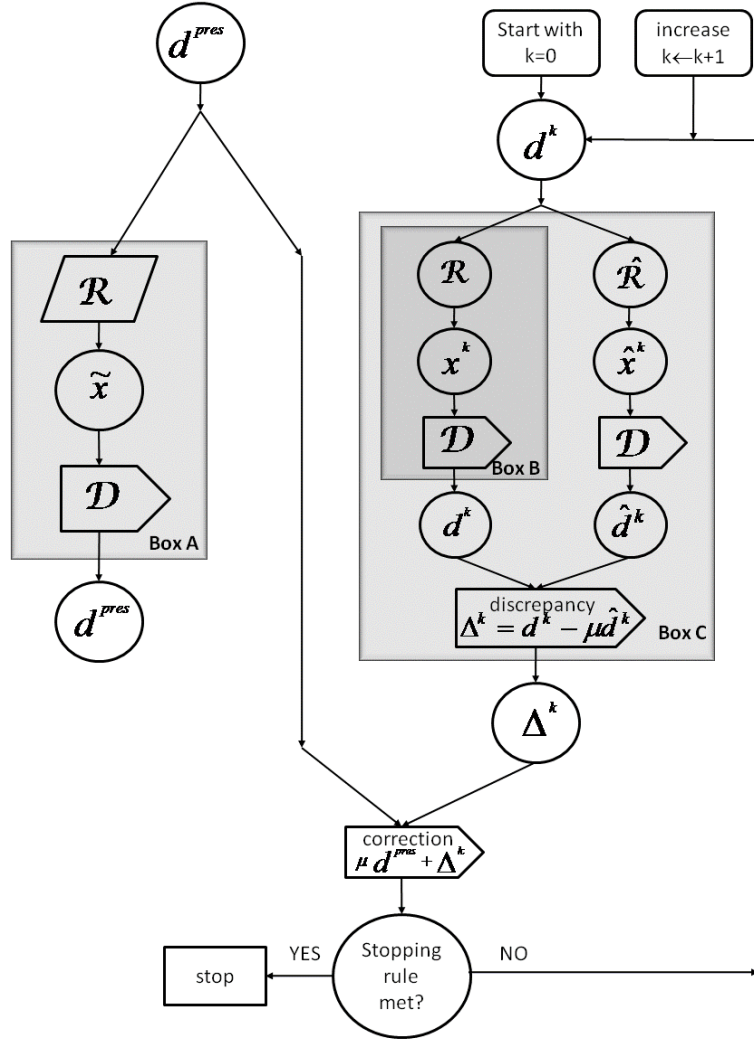 d^{pres}
Start with
k=0
increase
k←k+1
d^k
ℛ
x̃
𝒟
Box A
d^{pres}
ℛ
x^k
𝒟
Box B
d^k
ℛ̂
x̂^k
𝒟
d̂^k
discrepancy
Δ^k = d^k − μd̂^k
Box C
Δ^k
correction
μ d^{pres} + Δ^k
Stopping
rule
met?
YES
stop
NO